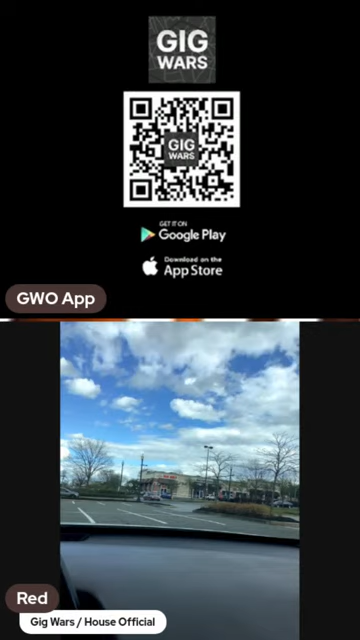 GIG
WARS
GIG
WARS
GET IT ON
Google Play
Download on the
App Store
GWO App
Red
Gig Wars / House Official